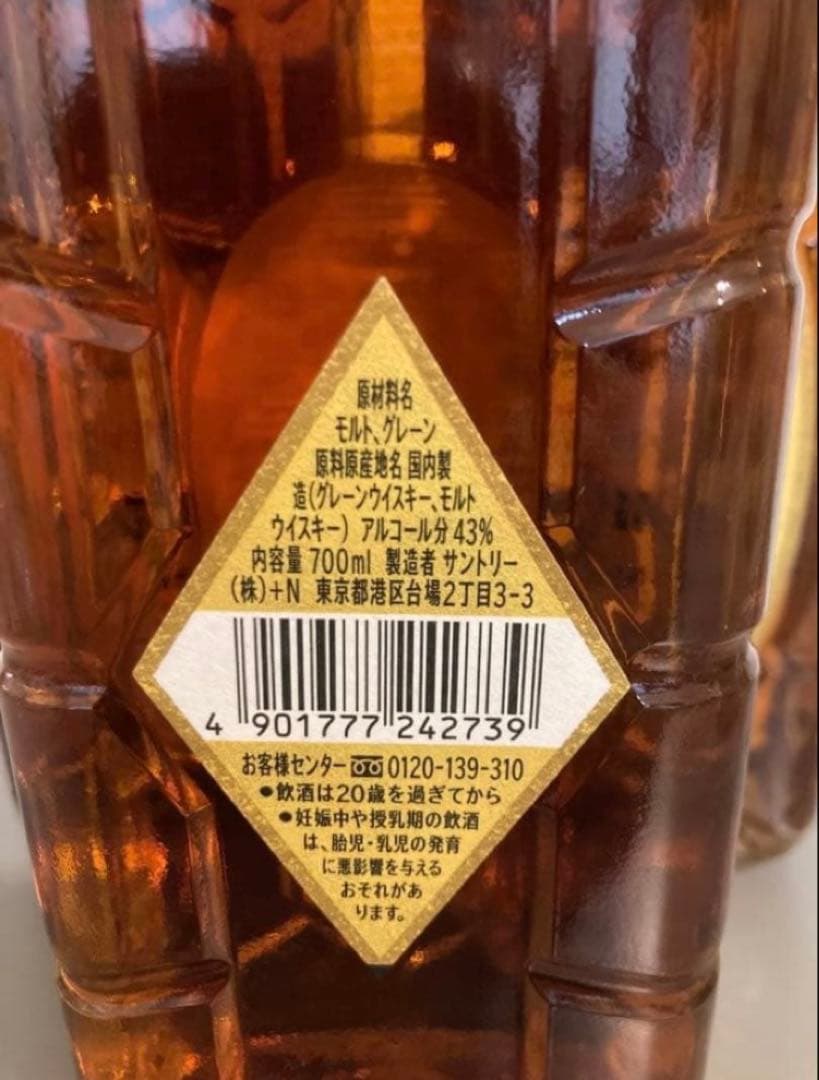 原材料名
モルト、グレーン
原料原産地名 国内製
造(グレーンウイスキー、モルト
ウイスキー) アルコール分43%
内容量 700ml 製造者 サントリー
(株)+N 東京都港区台場2丁目3-3
4 901777 242739
お客様センター 0120-139-310
●飲酒は20歳を過ぎてから
●妊娠中や授乳期の飲酒
は、胎児・乳児の発育
に悪影響を与える
おそれがあ
ります。